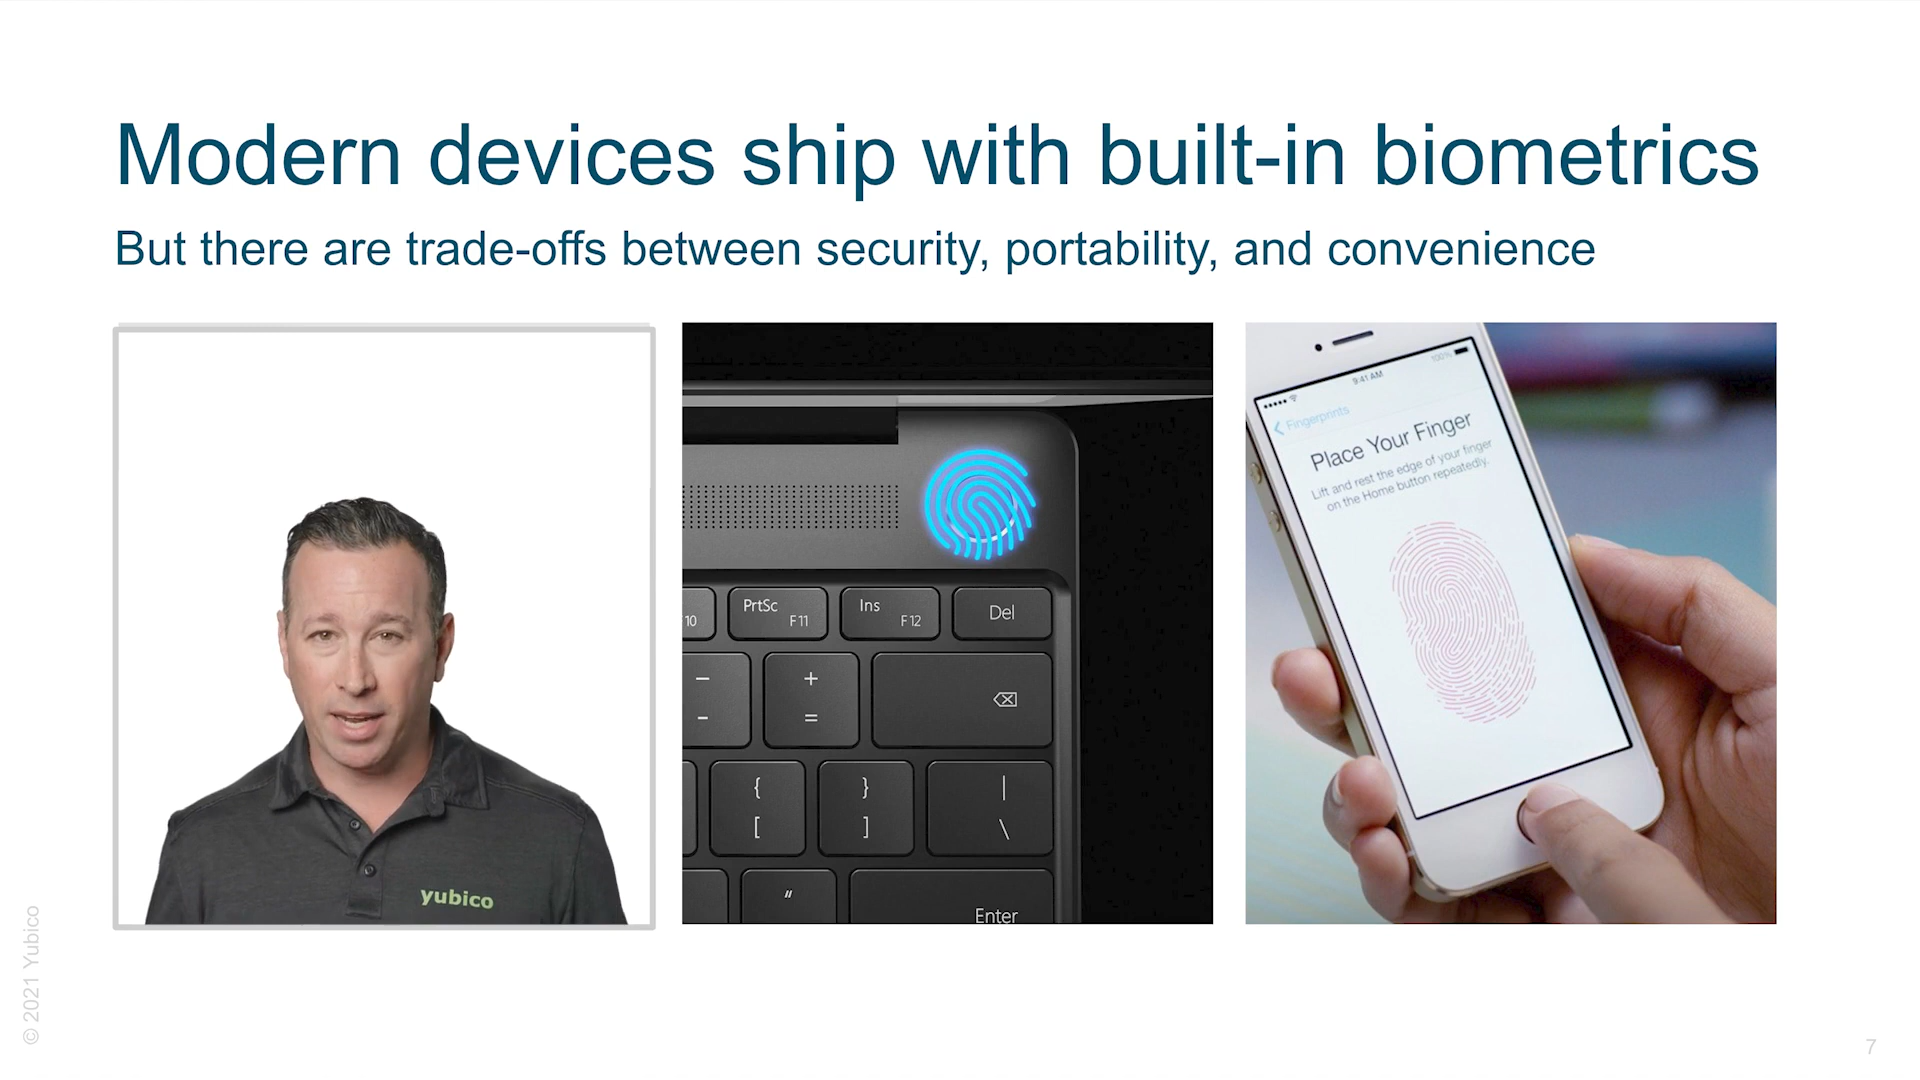 Modern devices ship with built-in biometrics
But there are trade-offs between security, portability, and convenience
yubico
10
PrtSc
F11
Ins
F12
Del
–
-
+
=
{
[
}
]
|
\
"
Enter
100%
9:41 AM
Fingerprints
Place Your Finger
Lift and rest the edge of your finger
on the Home button repeatedly.
© 2021 Yubico
7